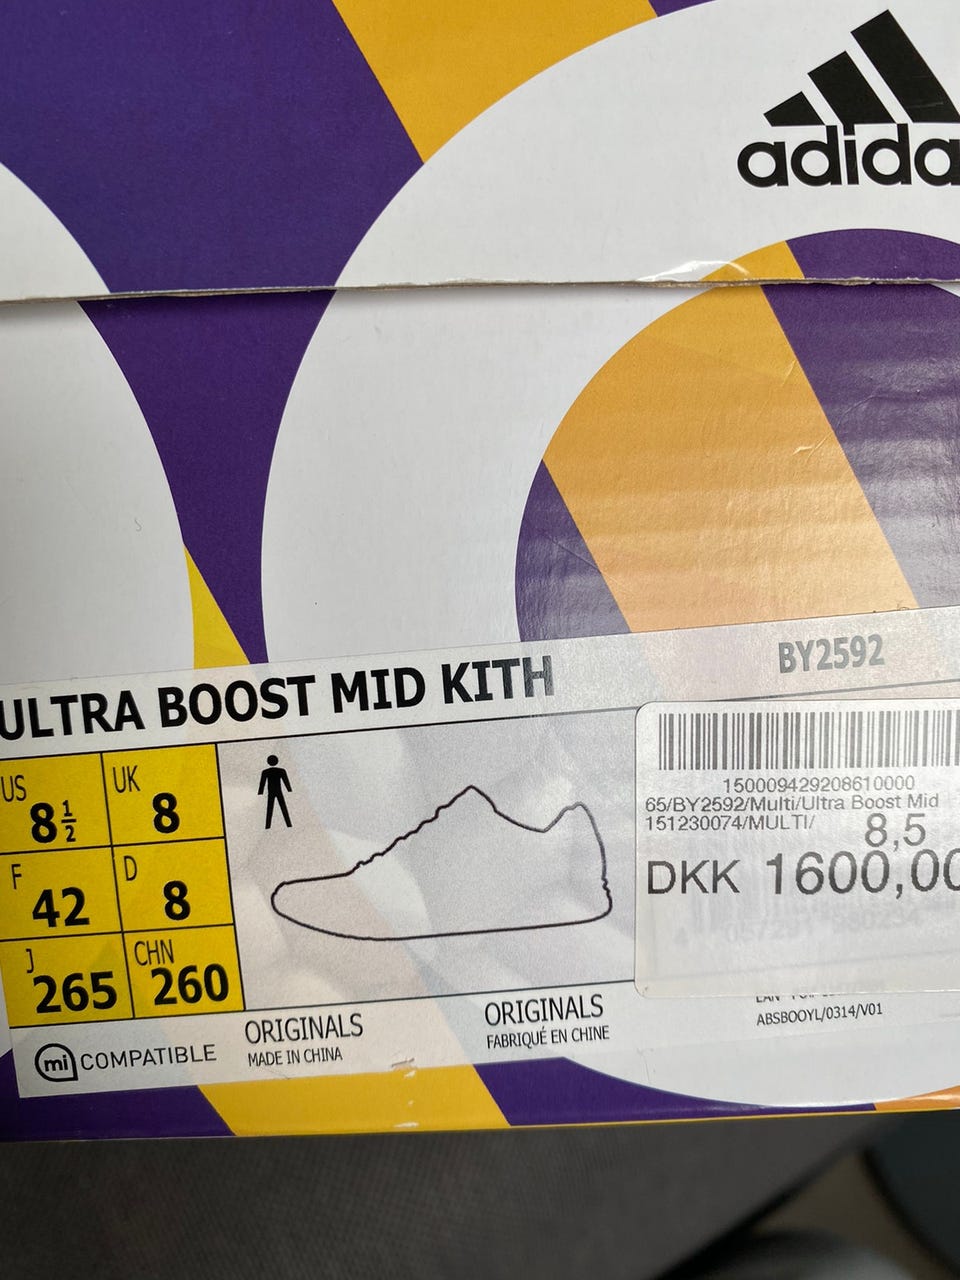 adida
ULTRA BOOST MID KITH
BY2592
US 8½
UK 8
F 42
D 8
J 265
CHN 260
150009429208610000
65/BY2592/Multi/Ultra Boost Mid
151230074/MULTI/ 8,5
DKK 1600,00
mi COMPATIBLE
ORIGINALS
MADE IN CHINA
ORIGINALS
FABRIQUÉ EN CHINE
ABSBOOYL/0314/V01